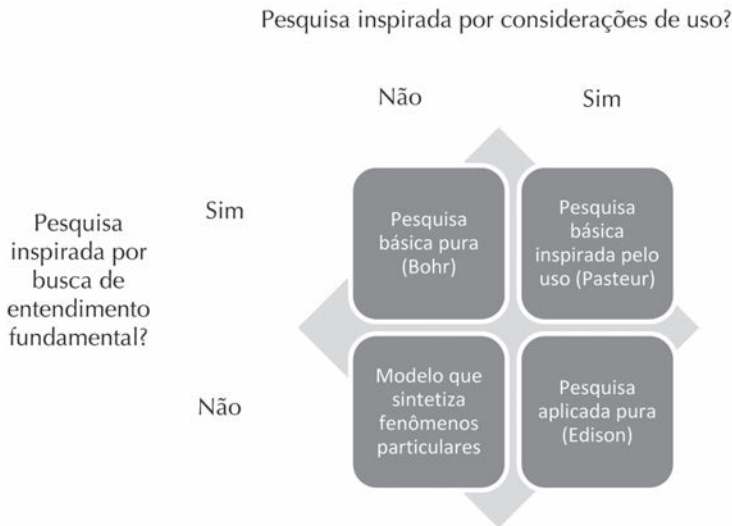 Pesquisa inspirada por considerações de uso?
Não
Sim
Pesquisa
inspirada por
busca de
entendimento
fundamental?
Sim
Pesquisa
básica pura
(Bohr)
Pesquisa
básica
inspirada pelo
uso (Pasteur)
Não
Modelo que
sintetiza
fenômenos
particulares
Pesquisa
aplicada pura
(Edison)